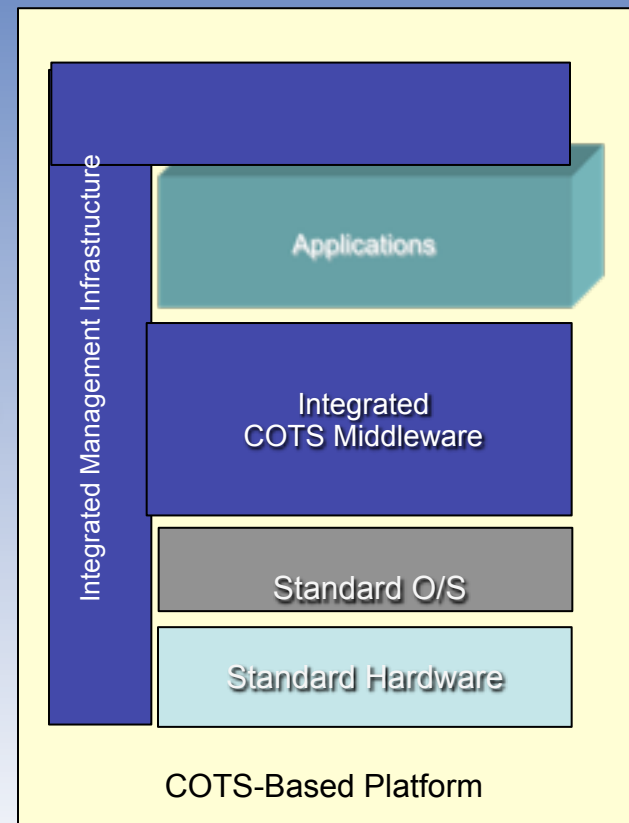 Integrated Management Infrastructure
Applications
Integrated
COTS Middleware
Standard O/S
Standard Hardware
COTS-Based Platform